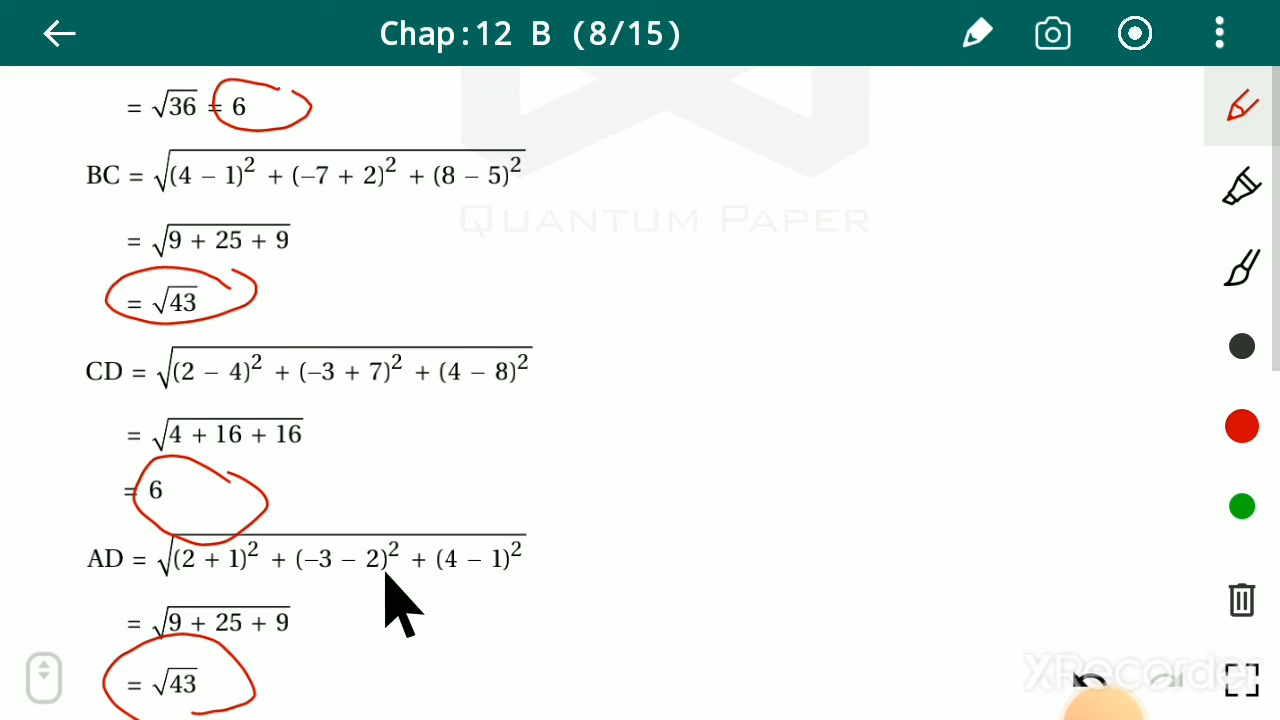 Chap:12 B (8/15)
= √36 = 6
BC = √(4 – 1)² + (–7 + 2)² + (8 – 5)²
QUANTUM PAPER
= √9 + 25 + 9
= √43
CD = √(2 – 4)² + (–3 + 7)² + (4 – 8)²
= √4 + 16 + 16
= 6
AD = √(2 + 1)² + (–3 – 2)² + (4 – 1)²
= √9 + 25 + 9
= √43
XRecorder